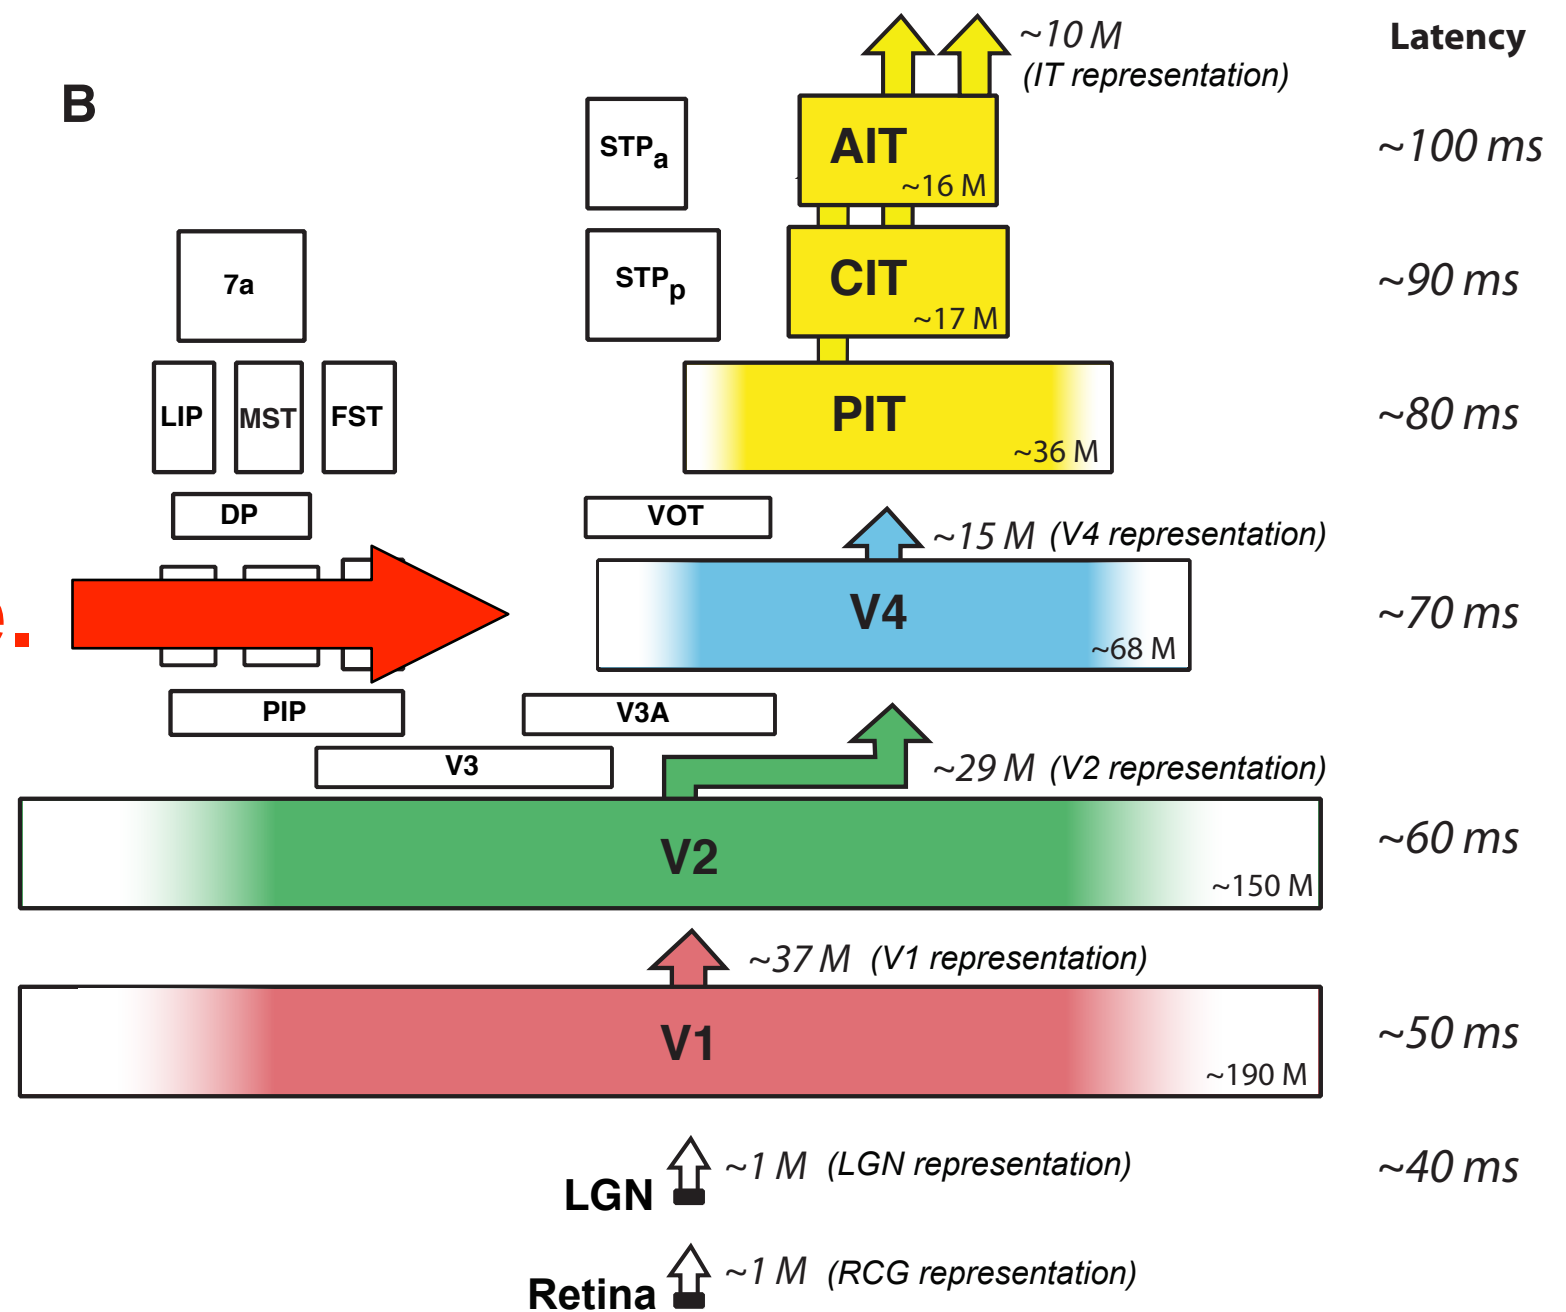 ~10 M
Latency
(IT representation)
B
STPa
AIT
~16 M
~100 ms
7a
STPp
CIT
~17 M
~90 ms
LIP
MST
FST
PIT
~36 M
~80 ms
DP
VOT
~15 M (V4 representation)
V4
~68 M
~70 ms
PIP
V3A
V3
~29 M (V2 representation)
V2
~150 M
~60 ms
~37 M (V1 representation)
V1
~190 M
~50 ms
LGN
~1 M (LGN representation)
~40 ms
Retina
~1 M (RCG representation)